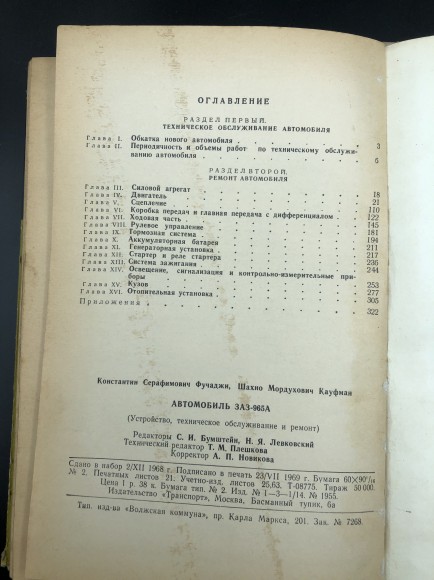 ОГЛАВЛЕНИЕ
РАЗДЕЛ ПЕРВЫЙ.
ТЕХНИЧЕСКОЕ ОБСЛУЖИВАНИЕ АВТОМОБИЛЯ
Глава I. Обкатка нового автомобиля . . . . . . . . . 3
Глава II. Периодичность и объемы работ по техническому обслужи-
ванию автомобиля . . . . . . . . . 6
РАЗДЕЛ ВТОРОЙ.
РЕМОНТ АВТОМОБИЛЯ
Глава III. Силовой агрегат . . . . . . . . . 18
Глава IV. Двигатель . . . . . . . . . 21
Глава V. Сцепление . . . . . . . . . 110
Глава VI. Коробка передач и главная передача с дифференциалом . . 122
Глава VII. Ходовая часть . . . . . . . . . 145
Глава VIII. Рулевое управление . . . . . . . . . 181
Глава IX. Тормозная система . . . . . . . . . 194
Глава X. Аккумуляторная батарея . . . . . . . . . 211
Глава XI. Генераторная установка . . . . . . . . . 217
Глава XII. Стартер и реле стартера . . . . . . . . . 236
Глава XIII. Система зажигания . . . . . . . . . 244
Глава XIV. Освещение, сигнализация и контрольно-измерительные при-
боры . . . . . . . . . 253
Глава XV. Кузов . . . . . . . . . 277
Глава XVI. Отопительная установка . . . . . . . . . 305
Приложения . . . . . . . . . 322
Константин Серафимович Фучаджи, Шахно Мордухович Кауфман
АВТОМОБИЛЬ ЗАЗ-965А
(Устройство, техническое обслуживание и ремонт)
Редакторы С. И. Бумштейн, Н. Я. Левковский
Технический редактор Т. М. Плешкова
Корректор А. П. Новикова
Сдано в набор 2/XII 1968 г. Подписано в печать 23/VII 1969 г. Бумага 60×90¹/₁₆
№ 2. Печатных листов 21. Учетно-изд. листов 25,63. Т-08775. Тираж 50 000.
Цена 1 р. 38 к. Бумага тип. № 2. Изд. № 1—3—1/14. № 1955.
Издательство «Транспорт», Москва, Басманный тупик, 6а
Тип. изд-ва «Волжская коммуна», пр. Карла Маркса, 201. Зак. № 7268.